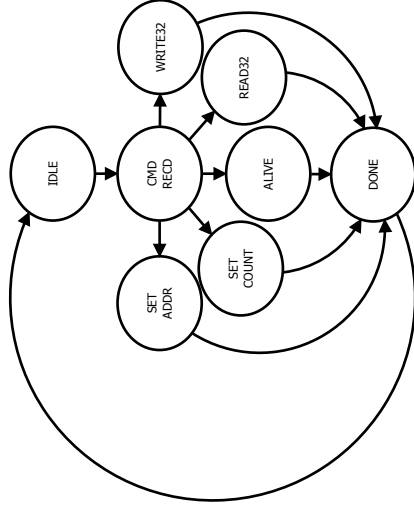 IDLE
CMD
RECD
WRITE32
READ32
ALIVE
SET
COUNT
SET
ADDR
DONE